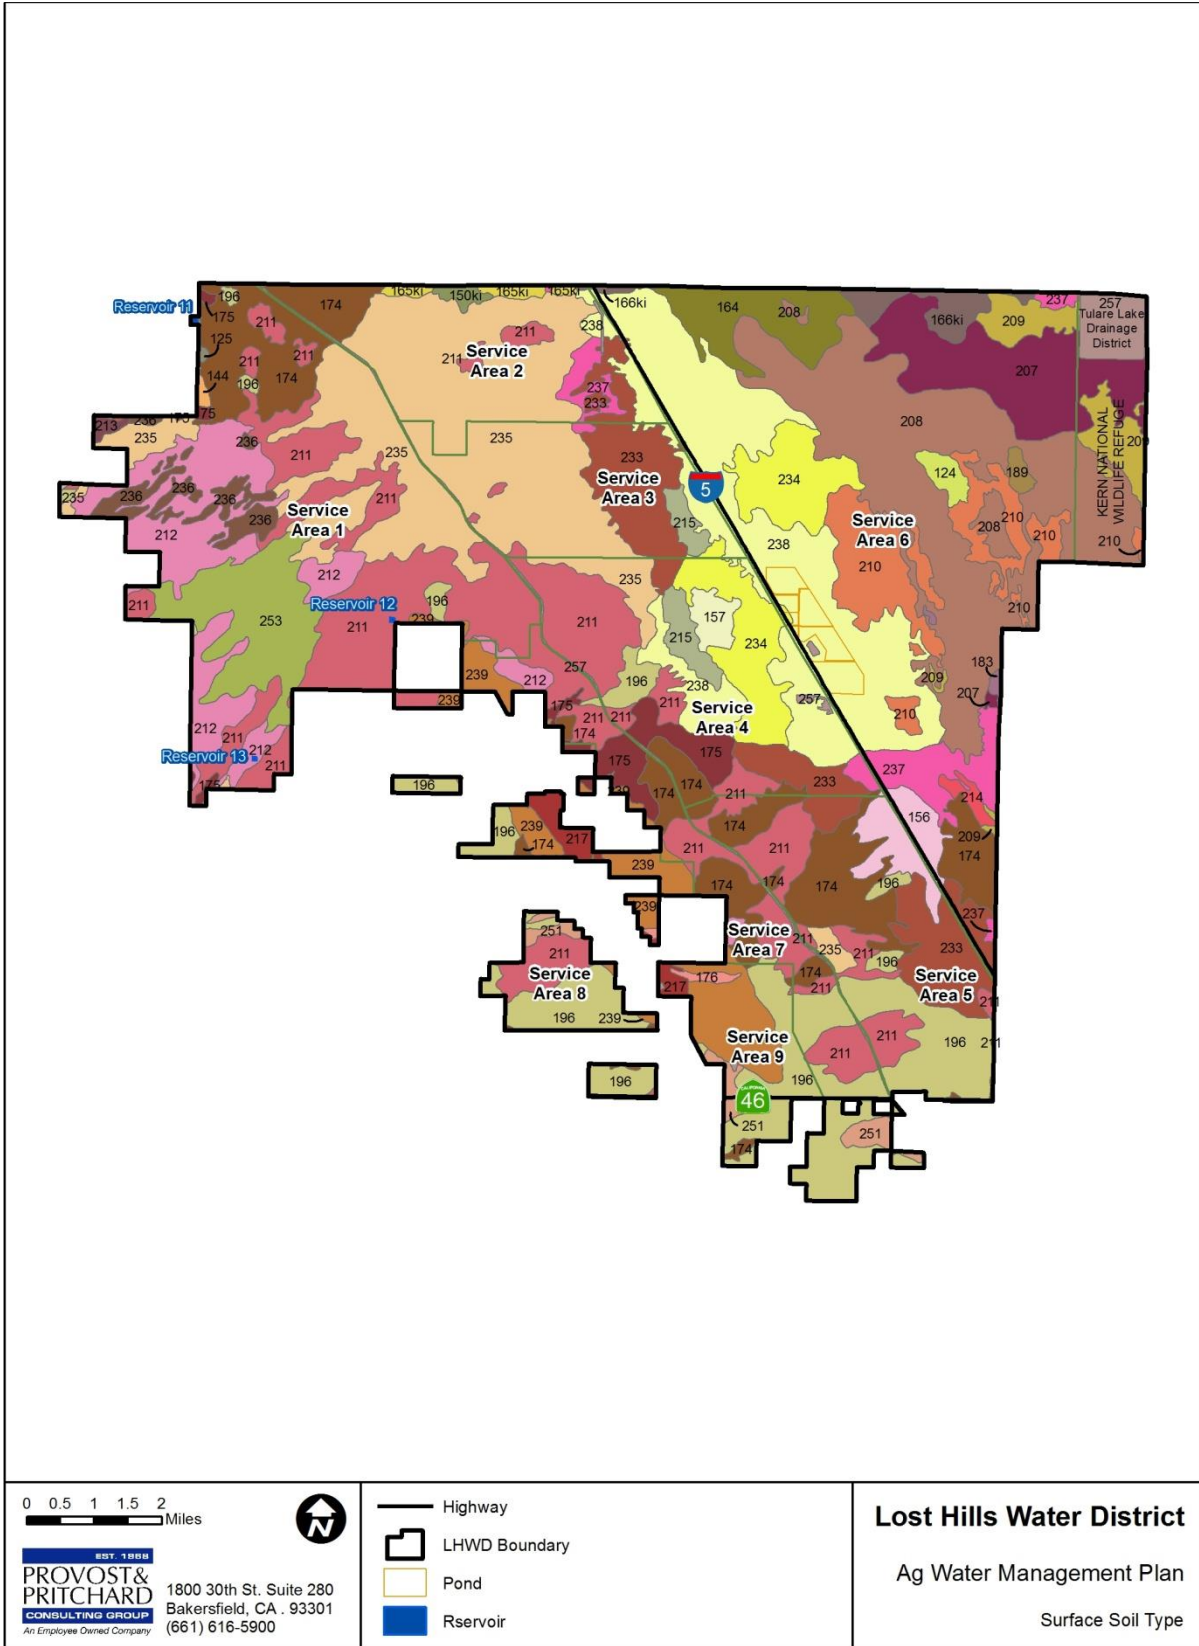 Reservoir 11
196
175
174
165ki
150ki
165ki
165ki
166ki
164
208
166ki
209
237
257
Tulare Lake
Drainage
District
125
211
211
211
144
196
174
211
211
Service
Area 2
238
237
233
207
208
KERN NATIONAL
WILDLIFE REFUGE
209
213
236
175
175
235
236
211
235
235
233
Service
Area 3
5
234
124
189
235
236
236
236
236
Service
Area 1
211
215
Service
Area 6
208
210
210
210
212
212
238
210
235
211
253
Reservoir 12
211
196
239
211
215
157
234
210
257
239
212
196
238
211
Service
Area 4
257
209
183
207
210
239
212
211
212
211
Reservoir 13
175
175
211
211
174
175
175
174
174
211
233
237
214
196
239
196
239
174
217
239
211
174
211
156
209
174
174
174
174
196
237
239
251
211
Service
Area 8
Service
Area 7
211
235
211
196
174
211
233
Service
Area 5
211
217
176
196
239
Service
Area 9
211
211
196
211
196
196
46
CALIFORNIA
251
174
251
0 0.5 1 1.5 2
Miles
N
EST. 1968
PROVOST&
PRITCHARD
CONSULTING GROUP
An Employee Owned Company
1800 30th St. Suite 280
Bakersfield, CA . 93301
(661) 616-5900
Highway
LHWD Boundary
Pond
Rservoir
Lost Hills Water District
Ag Water Management Plan
Surface Soil Type